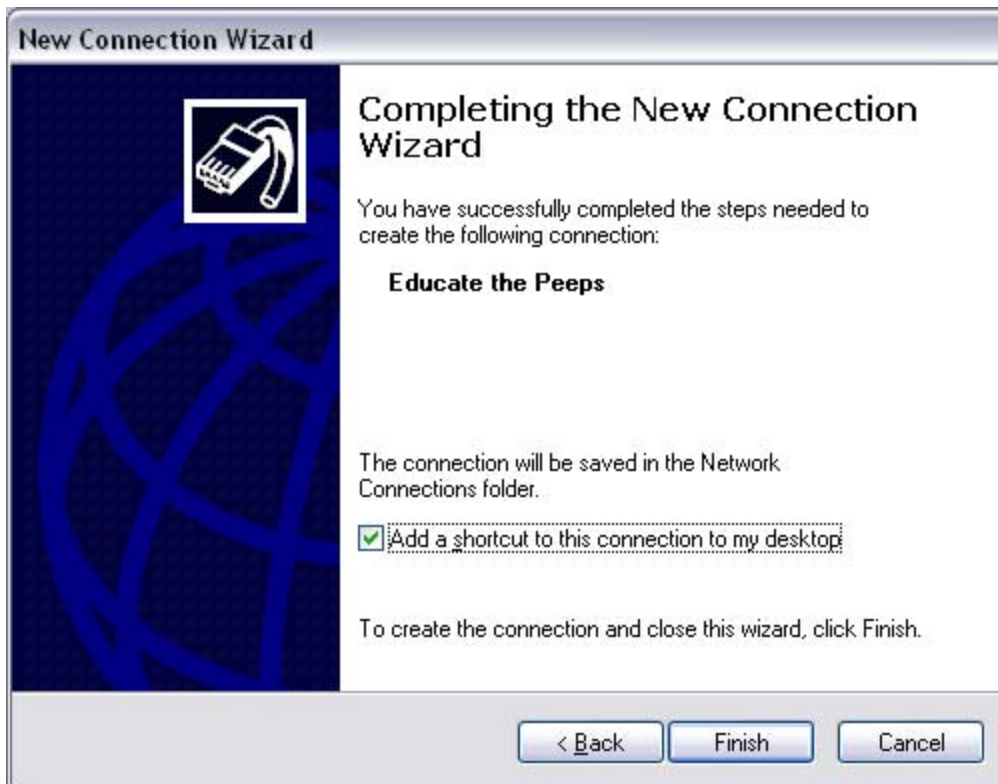 New Connection Wizard
Completing the New Connection
Wizard
You have successfully completed the steps needed to
create the following connection:
Educate the Peeps
The connection will be saved in the Network
Connections folder.
Add a shortcut to this connection to my desktop
To create the connection and close this wizard, click Finish.
< Back Finish Cancel